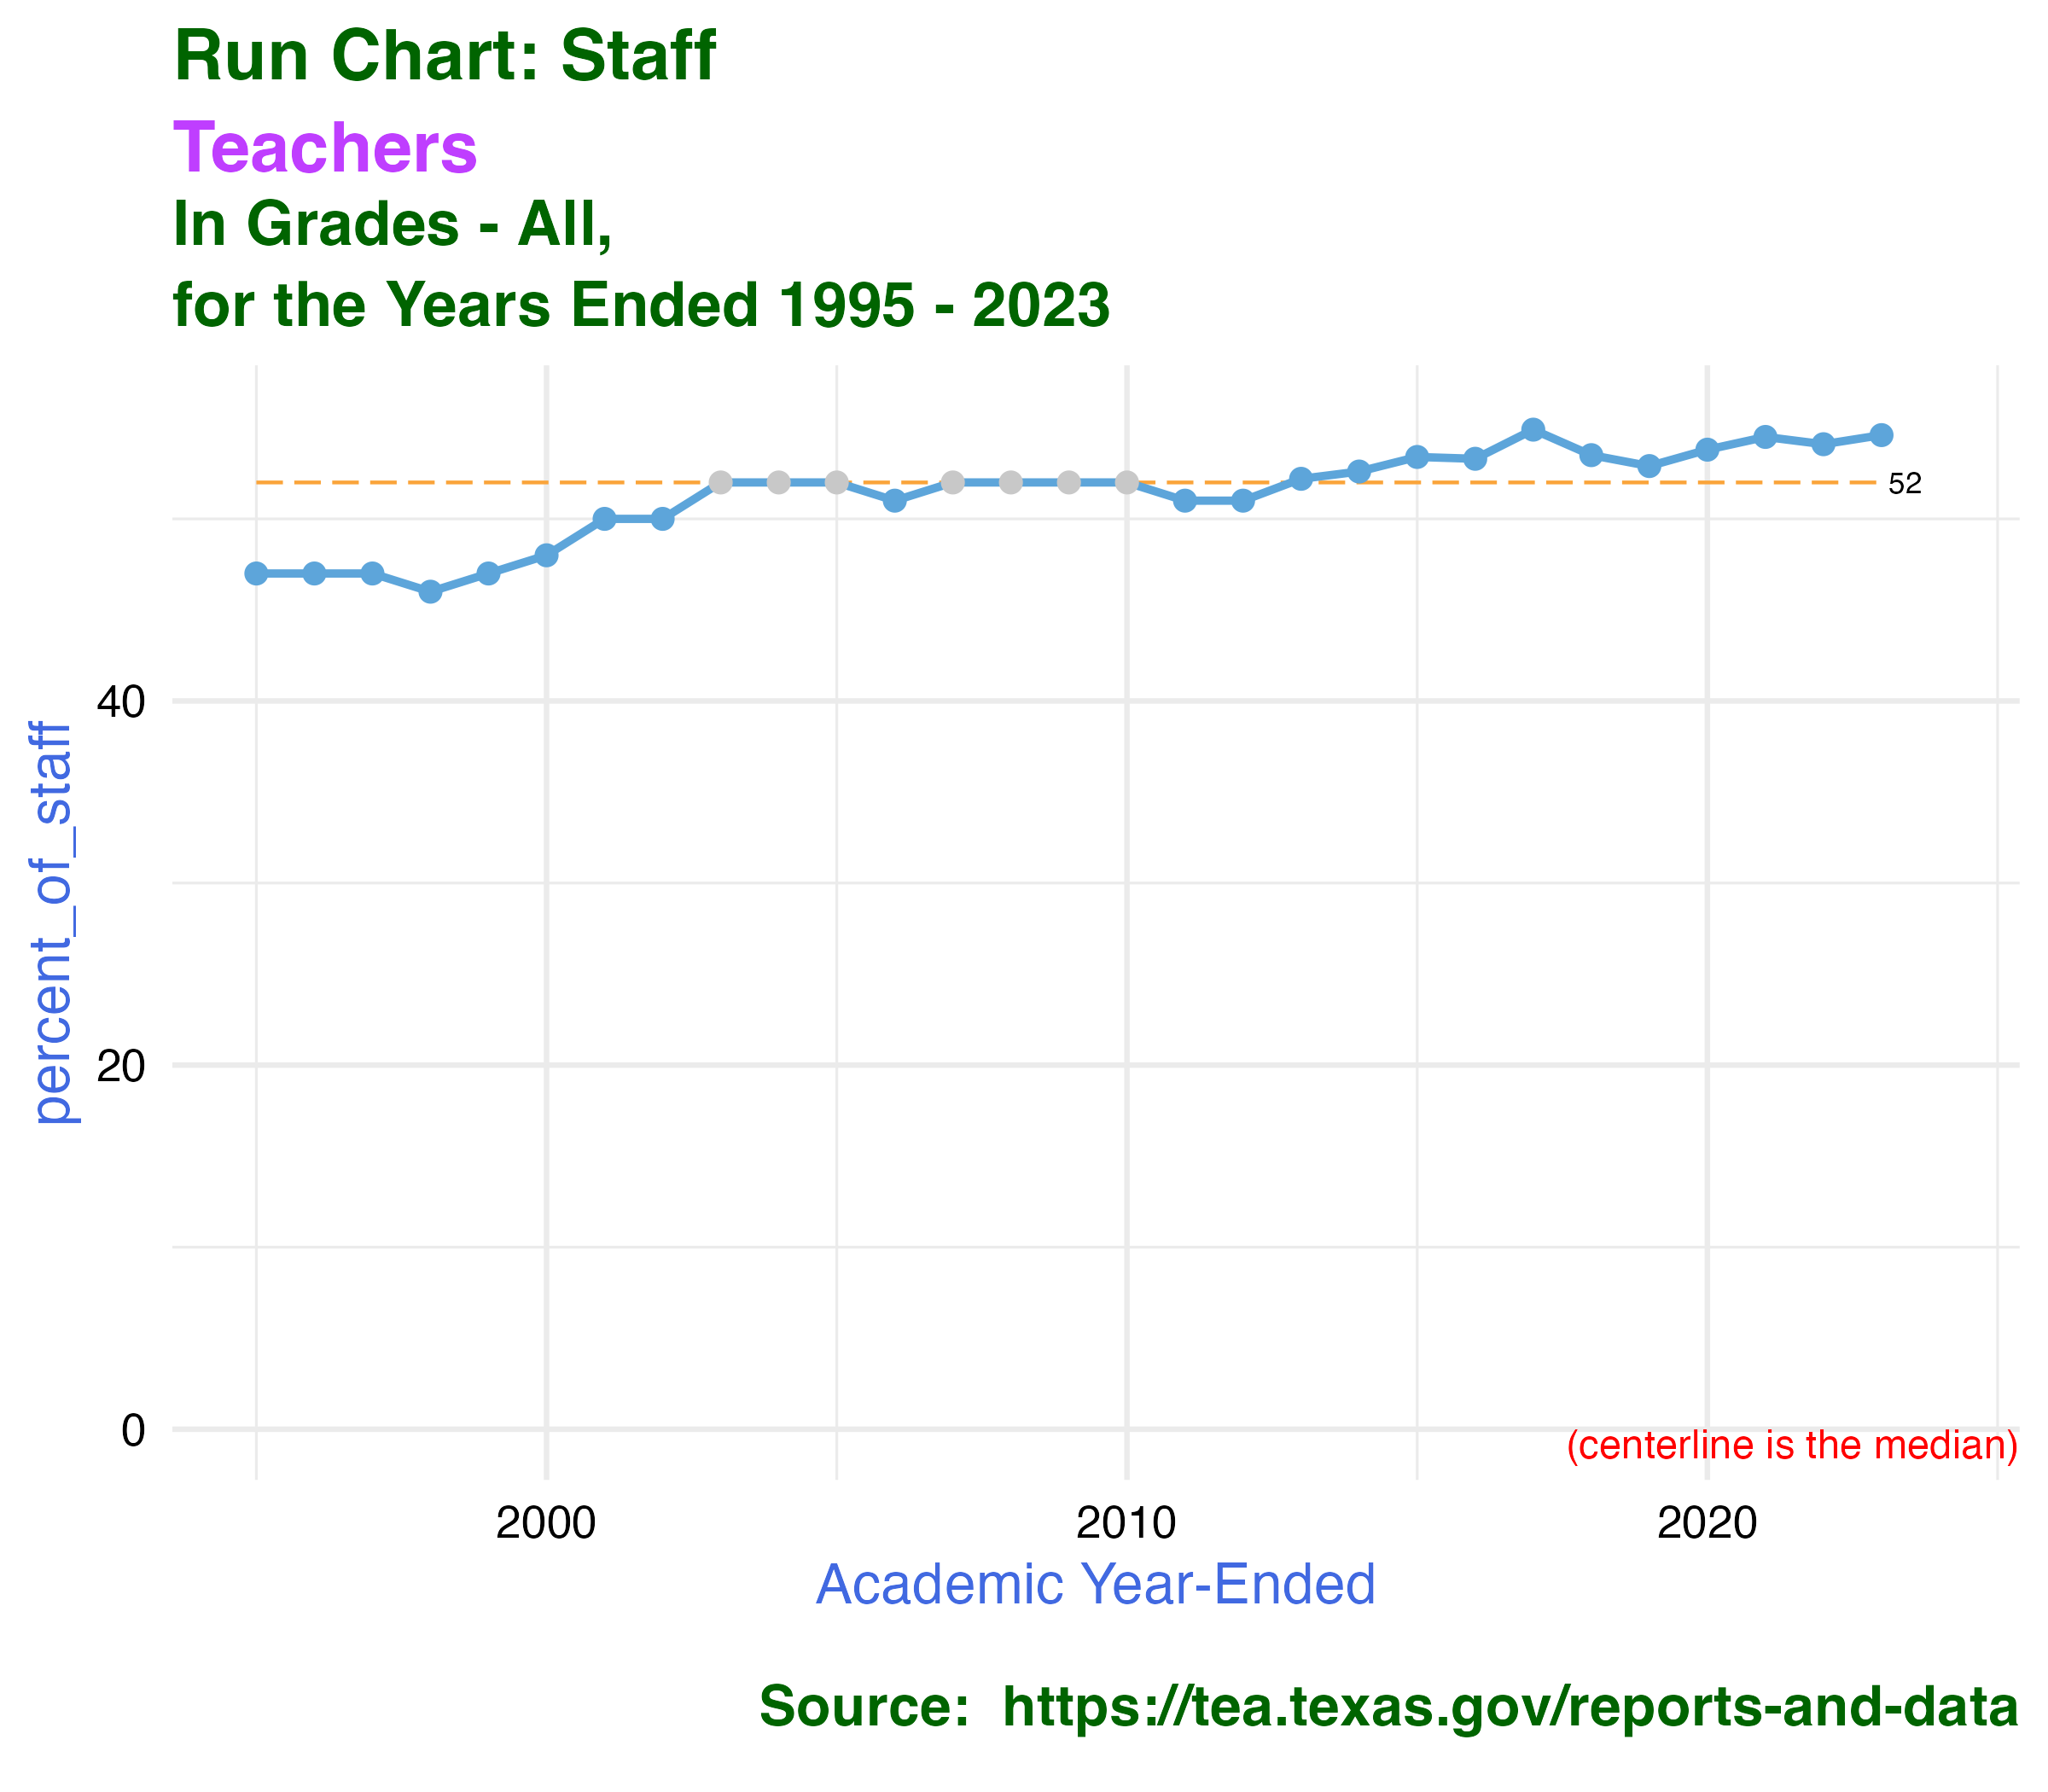 Run Chart: Staff
Teachers
In Grades - All,
for the Years Ended 1995 - 2023
percent_of_staff
40
20
0
52
(centerline is the median)
2000 2010 2020
Academic Year-Ended
Source:  https://tea.texas.gov/reports-and-data